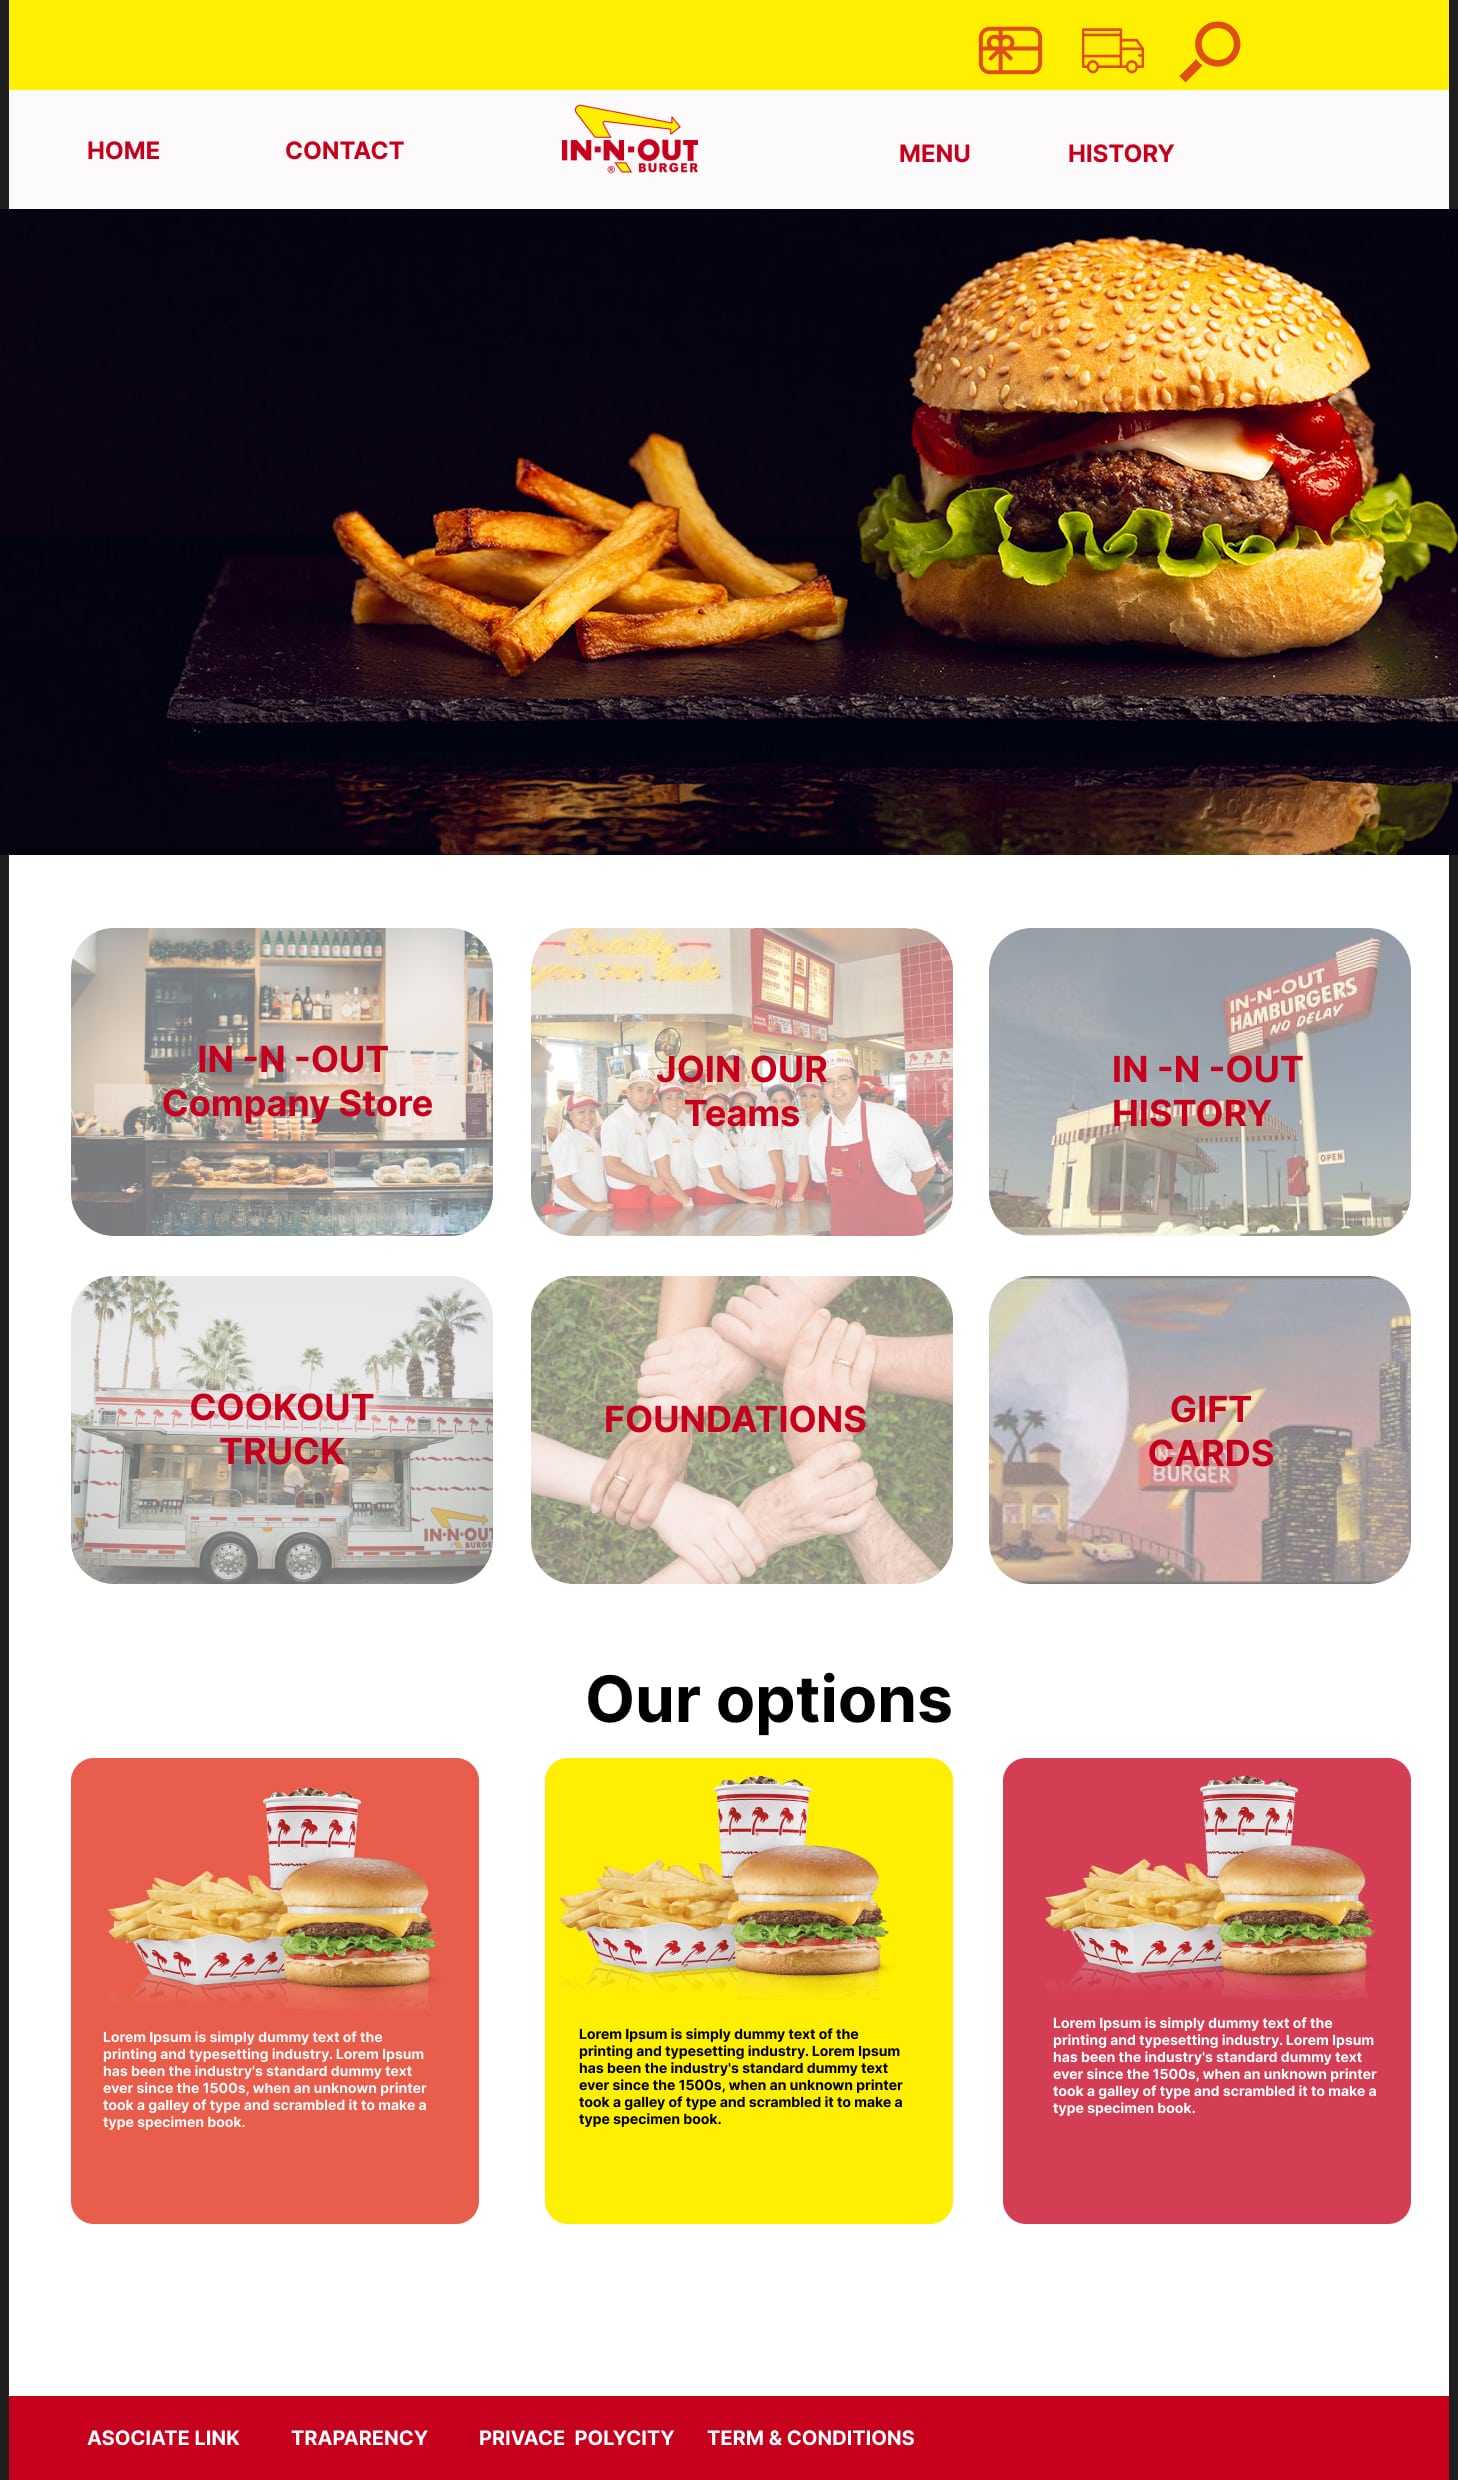 HOME
CONTACT
IN-N-OUT
BURGER
®
MENU
HISTORY
IN -N -OUT
Company Store
Quality
you can taste
JOIN OUR
Teams
IN-N-OUT
HAMBURGERS
NO DELAY
IN -N -OUT
HISTORY
OPEN
COOKOUT
TRUCK
IN-N-OUT
BURGE
FOUNDATIONS
GIFT
CARDS
IN-N-OUT
BURGER
Our options
Lorem Ipsum is simply dummy text of the
printing and typesetting industry. Lorem Ipsum
has been the industry's standard dummy text
ever since the 1500s, when an unknown printer
took a galley of type and scrambled it to make a
type specimen book.
Lorem Ipsum is simply dummy text of the
printing and typesetting industry. Lorem Ipsum
has been the industry's standard dummy text
ever since the 1500s, when an unknown printer
took a galley of type and scrambled it to make a
type specimen book.
Lorem Ipsum is simply dummy text of the
printing and typesetting industry. Lorem Ipsum
has been the industry's standard dummy text
ever since the 1500s, when an unknown printer
took a galley of type and scrambled it to make a
type specimen book.
ASOCIATE LINK
TRAPARENCY
PRIVACE POLYCITY
TERM & CONDITIONS